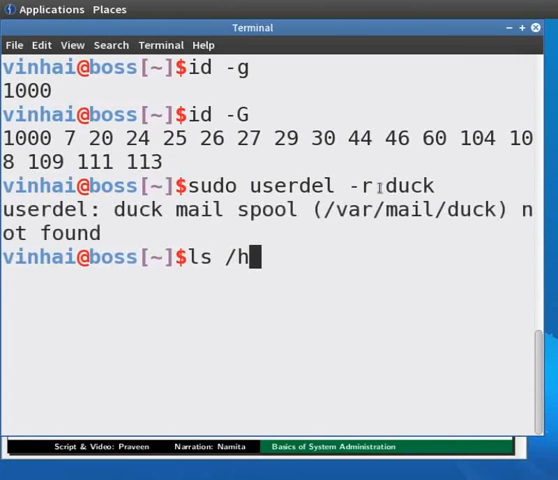 Applications Places
Terminal
File Edit View Search Terminal Help
vinhai@boss[~]$id -g
1000
vinhai@boss[~]$id -G
1000 7 20 24 25 26 27 29 30 44 46 60 104 10
8 109 111 113
vinhai@boss[~]$sudo userdel -r duck
userdel: duck mail spool (/var/mail/duck) n
ot found
vinhai@boss[~]$ls /h
Script & Video: Praveen Narration: Namita Basics of System Administration